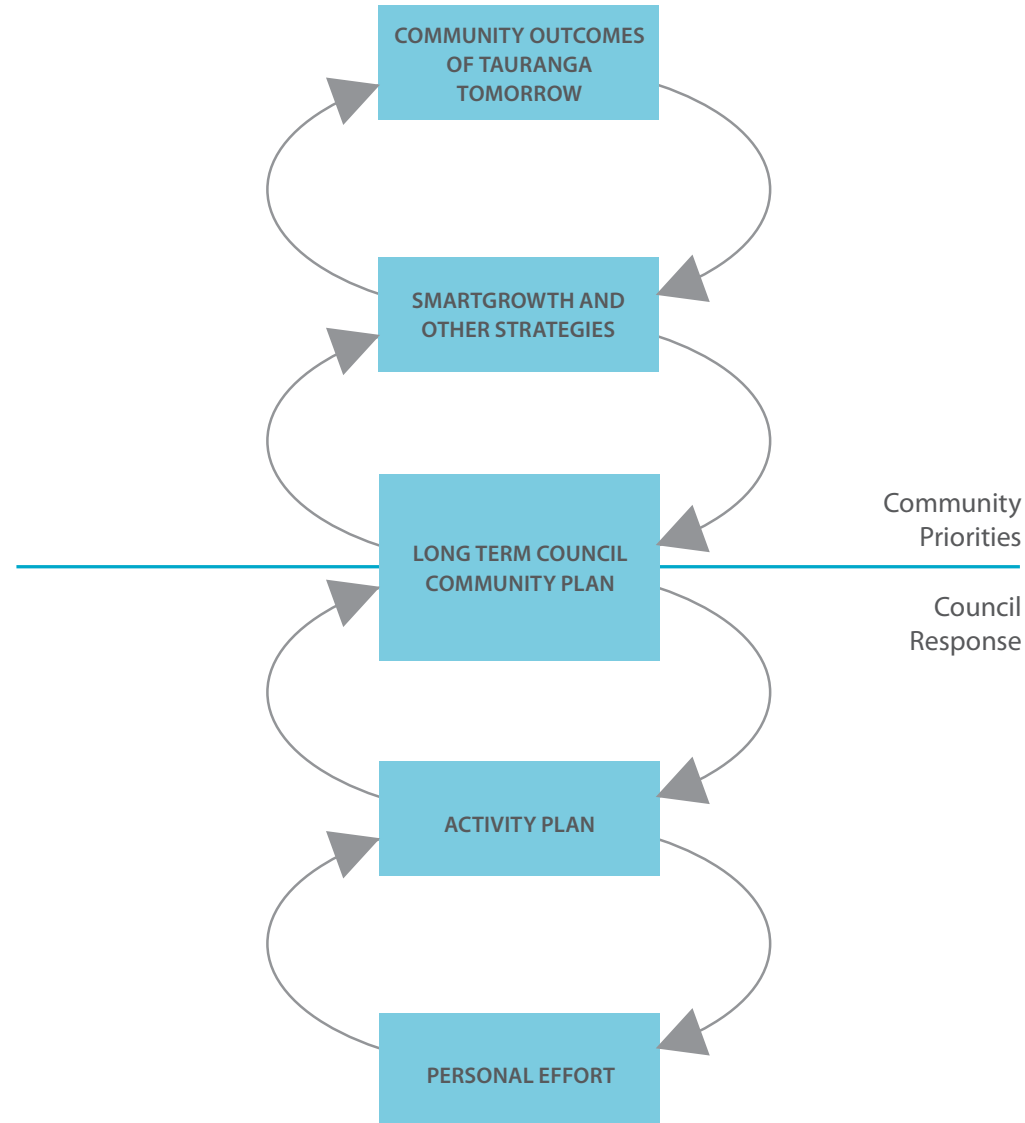 COMMUNITY OUTCOMES
OF TAURANGA
TOMORROW
SMARTGROWTH AND
OTHER STRATEGIES
Community
Priorities
LONG TERM COUNCIL
COMMUNITY PLAN
Council
Response
ACTIVITY PLAN
PERSONAL EFFORT